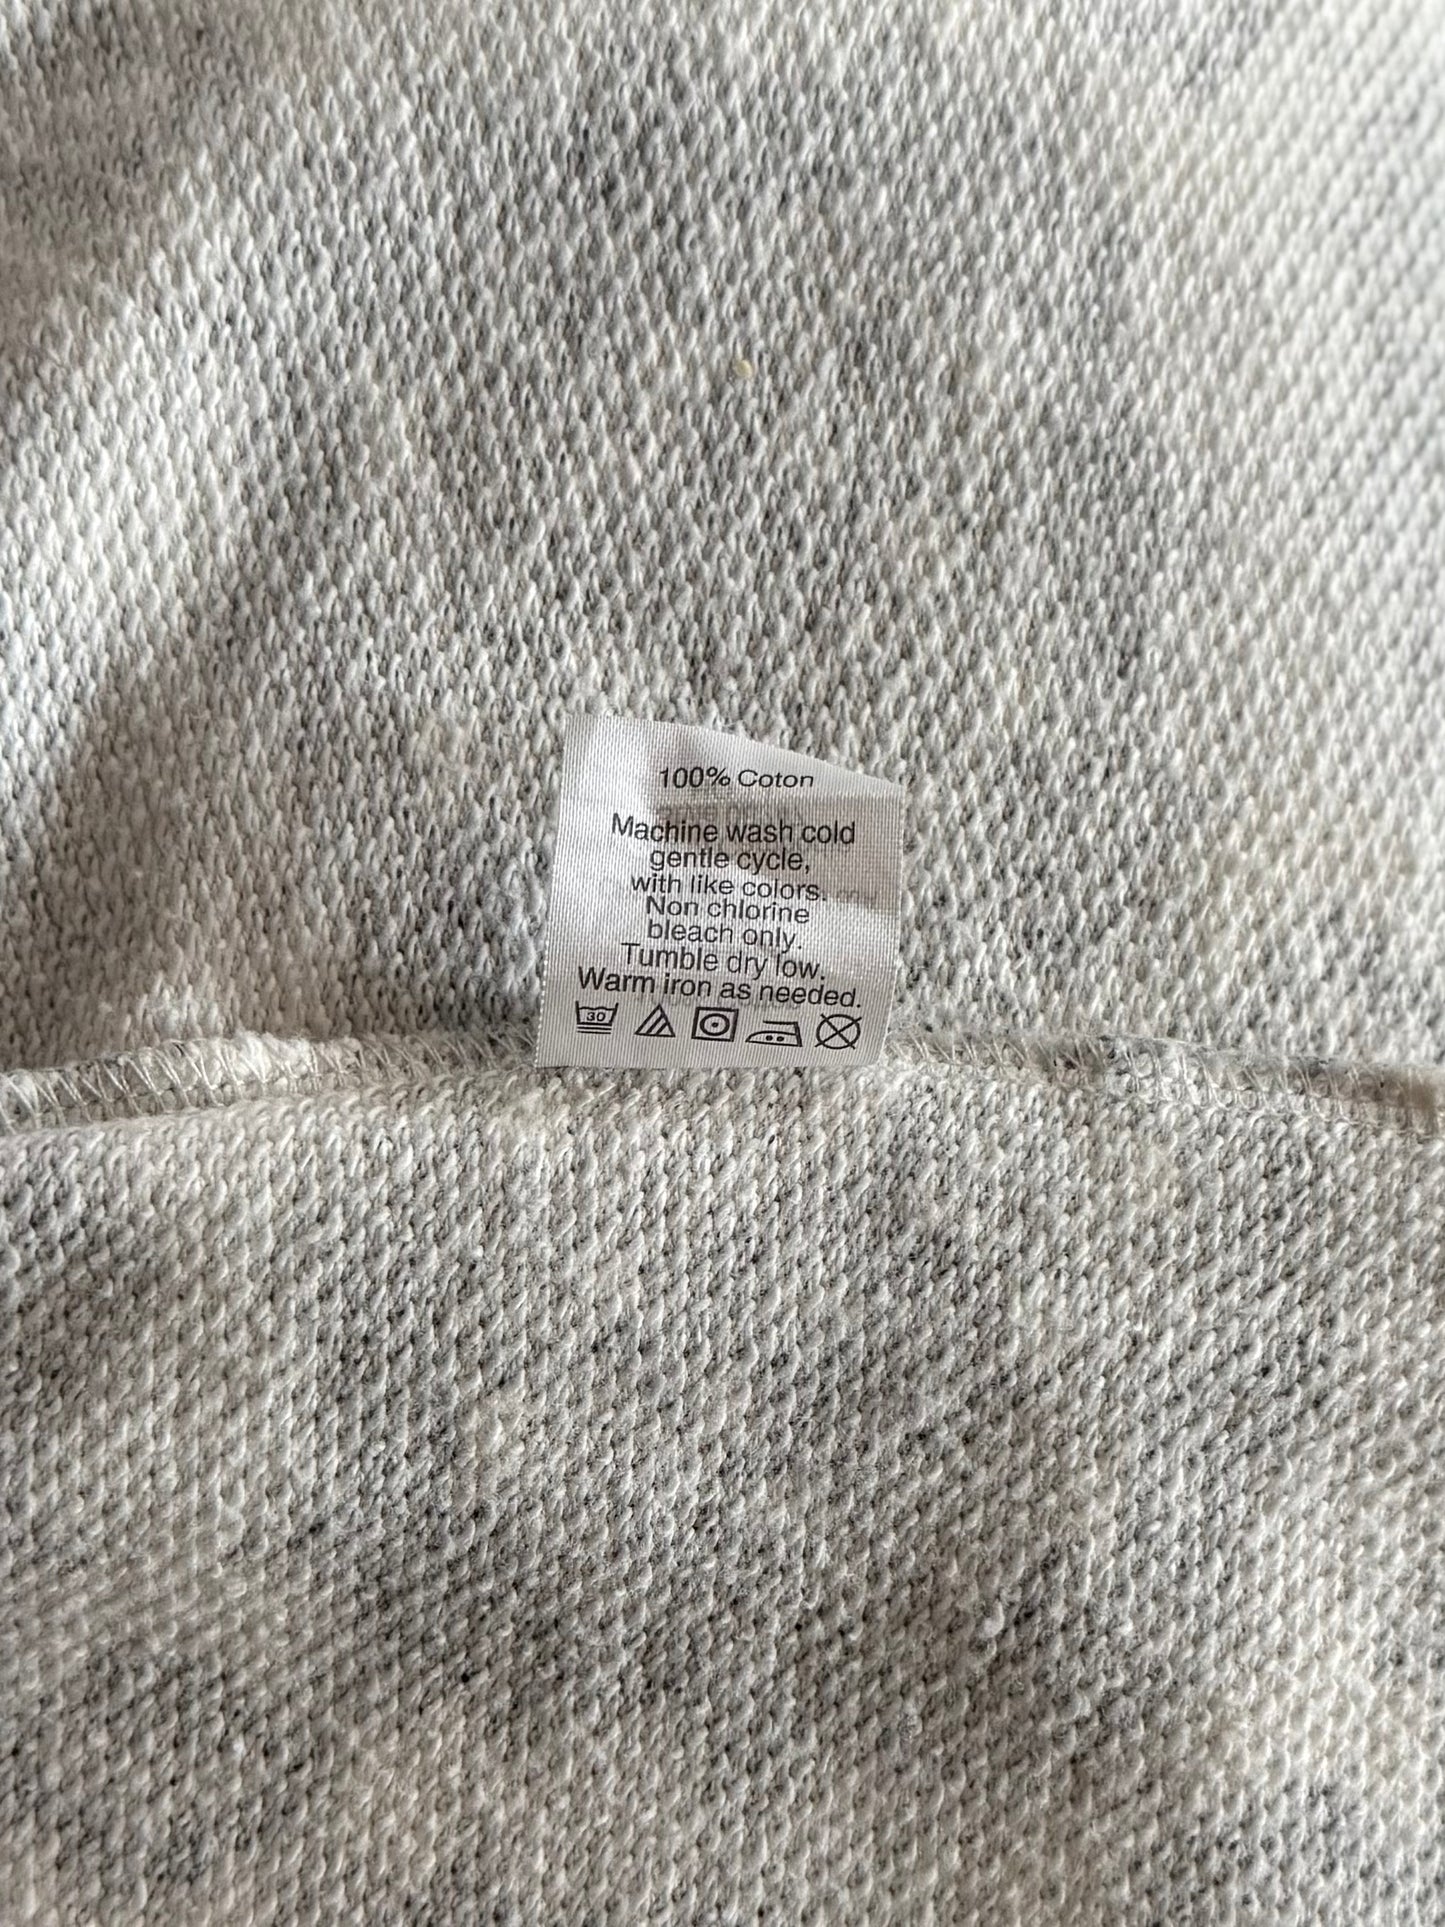 100% Coton
Machine wash cold
gentle cycle,
with like colors.
Non chlorine
bleach only.
Tumble dry low.
Warm iron as needed.
30